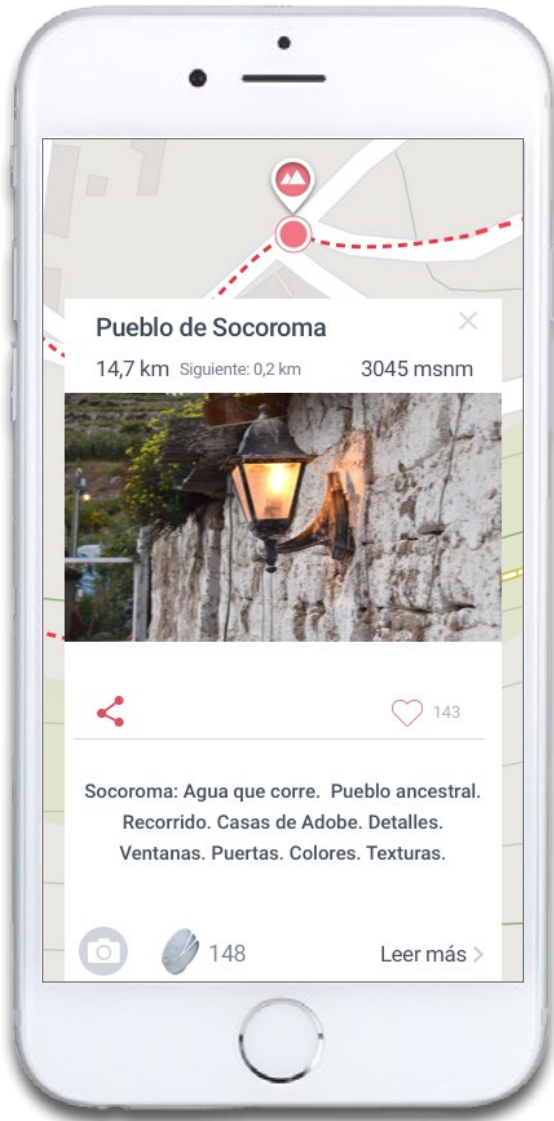 Pueblo de Socoroma
14,7 km Siguiente: 0,2 km 3045 msnm
143
Socoroma: Agua que corre. Pueblo ancestral.
Recorrido. Casas de Adobe. Detalles.
Ventanas. Puertas. Colores. Texturas.
148 Leer más >